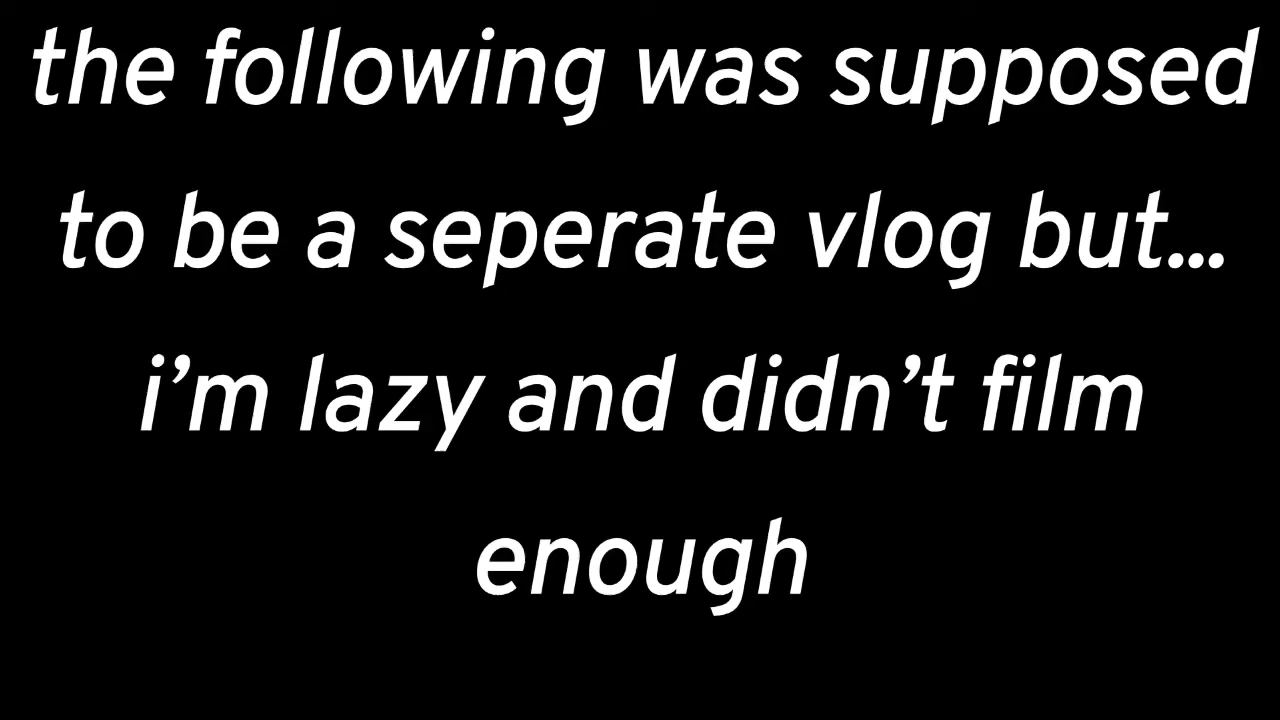 the following was supposed
to be a seperate vlog but...
i’m lazy and didn’t film
enough